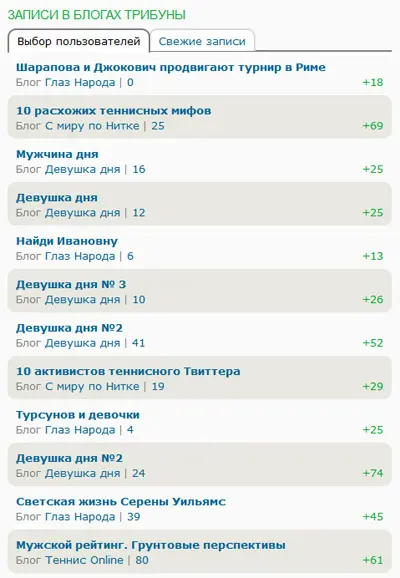 ЗАПИСИ В БЛОГАХ ТРИБУНЫ
Выбор пользователей Свежие записи
Шарапова и Джокович продвигают турнир в Риме
Блог Глаз Народа | 0 +18
10 расхожих теннисных мифов
Блог С миру по Нитке | 25 +69
Мужчина дня
Блог Девушка дня | 16 +25
Девушка дня
Блог Девушка дня | 12 +25
Найди Ивановну
Блог Глаз Народа | 6 +13
Девушка дня № 3
Блог Девушка дня | 10 +26
Девушка дня №2
Блог Девушка дня | 41 +52
10 активистов теннисного Твиттера
Блог С миру по Нитке | 19 +29
Турсунов и девочки
Блог Глаз Народа | 4 +25
Девушка дня №2
Блог Девушка дня | 24 +74
Светская жизнь Серены Уильямс
Блог Глаз Народа | 39 +45
Мужской рейтинг. Грунтовые перспективы
Блог Теннис Online | 80 +61